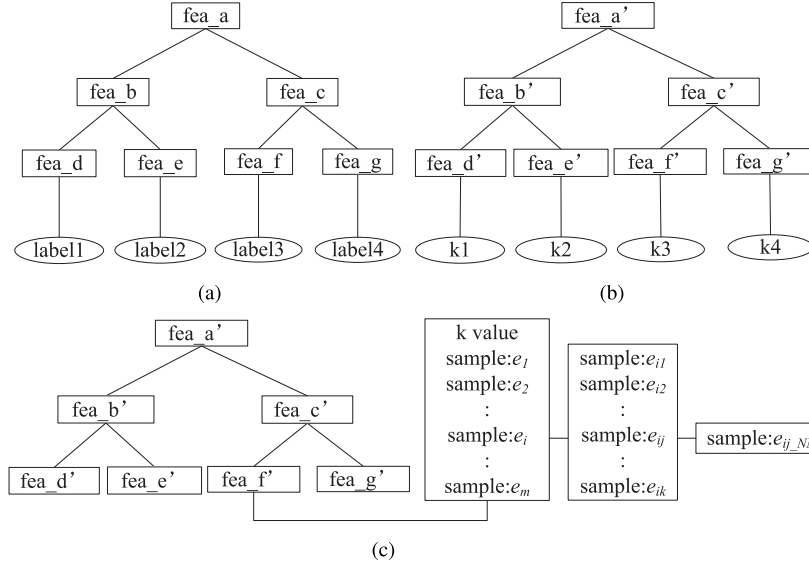 fea_a
fea_b
fea_c
fea_d
fea_e
fea_f
fea_g
label1
label2
label3
label4
(a)
fea_a’
fea_b’
fea_c’
fea_d’
fea_e’
fea_f’
fea_g’
k1
k2
k3
k4
(b)
fea_a’
fea_b’
fea_c’
fea_d’
fea_e’
fea_f’
fea_g’
k value
sample:e1
sample:e2
:
sample:ei
:
sample:em
sample:ei1
sample:ei2
:
sample:eij
:
sample:eik
(c)